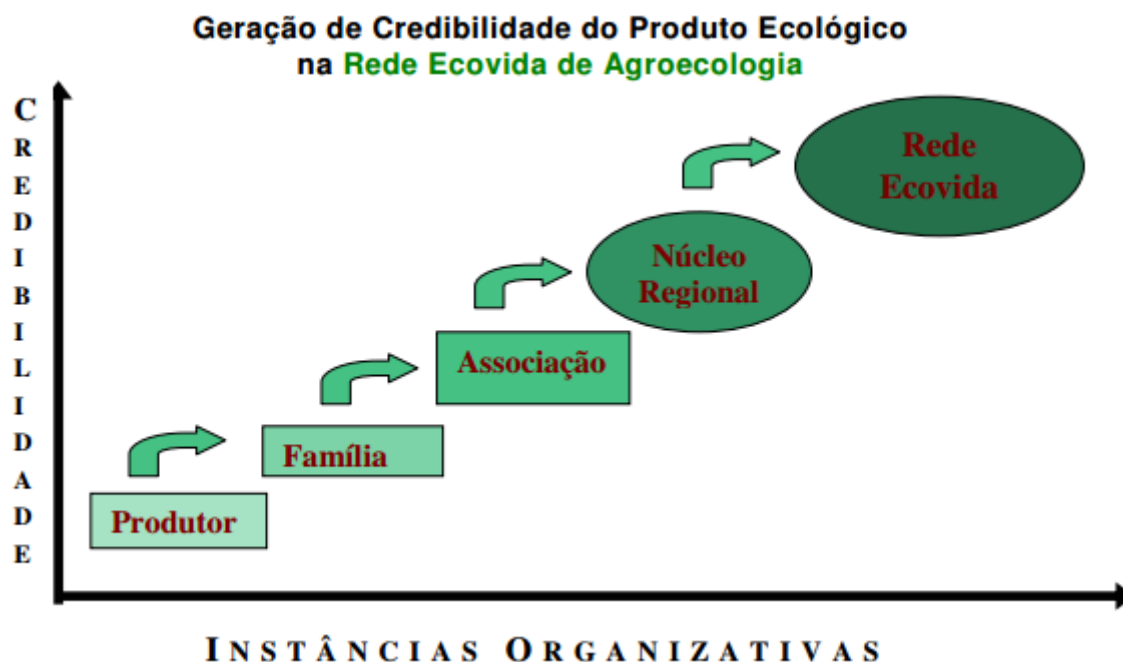 Geração de Credibilidade do Produto Ecológico
na Rede Ecovida de Agroecologia
CREDIBILIDADE
Rede
Ecovida
Núcleo
Regional
Associação
Família
Produtor
INSTÂNCIAS ORGANIZATIVAS